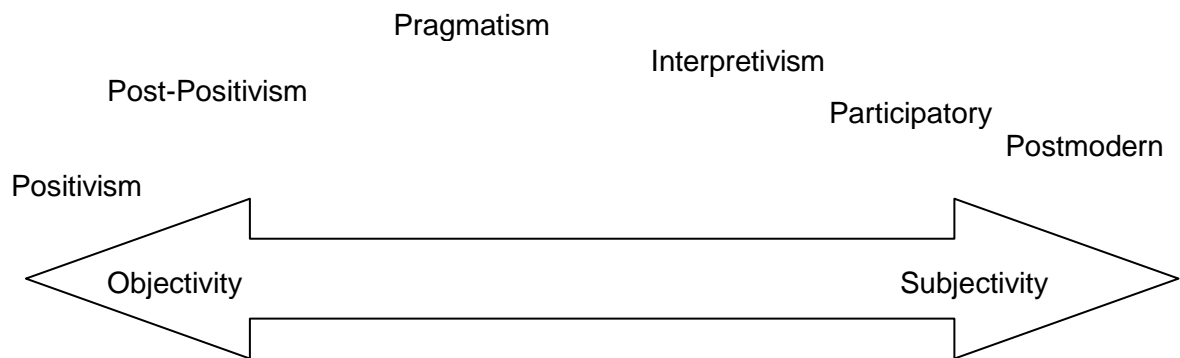 Pragmatism
Interpretivism
Post-Positivism
Participatory
Postmodern
Positivism
Objectivity
Subjectivity